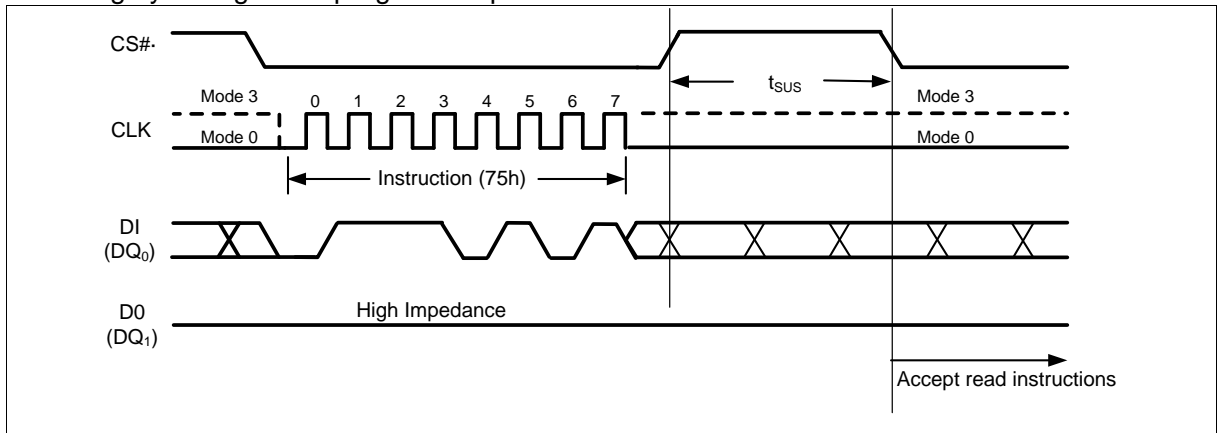 CS#
tSUS
Mode 3
0 1 2 3 4 5 6 7
Mode 3
CLK
Mode 0
Mode 0
Instruction (75h)
DI
(DQ0)
D0
(DQ1)
High Impedance
Accept read instructions